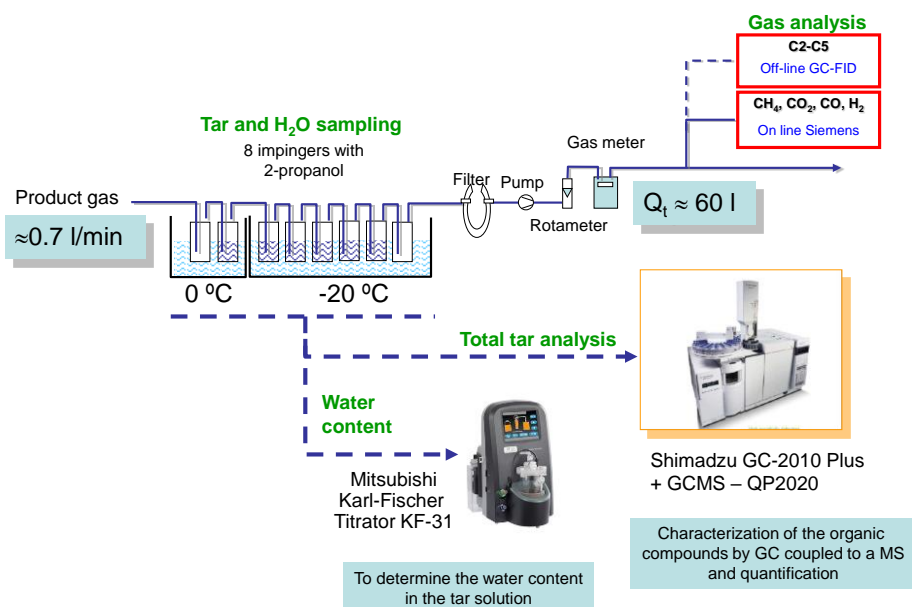 Gas analysis
C2-C5
Off-line GC-FID
CH₄, CO₂, CO, H₂
On line Siemens
Tar and H₂O sampling
8 impingers with
2-propanol
Gas meter
Filter
Pump
Rotameter
Product gas
≈0.7 l/min
Qₜ ≈ 60 l
0 ºC
-20 ºC
Total tar analysis
Water
content
Mitsubishi
Karl-Fischer
Titrator KF-31
Shimadzu GC-2010 Plus
+ GCMS – QP2020
To determine the water content
in the tar solution
Characterization of the organic
compounds by GC coupled to a MS
and quantification